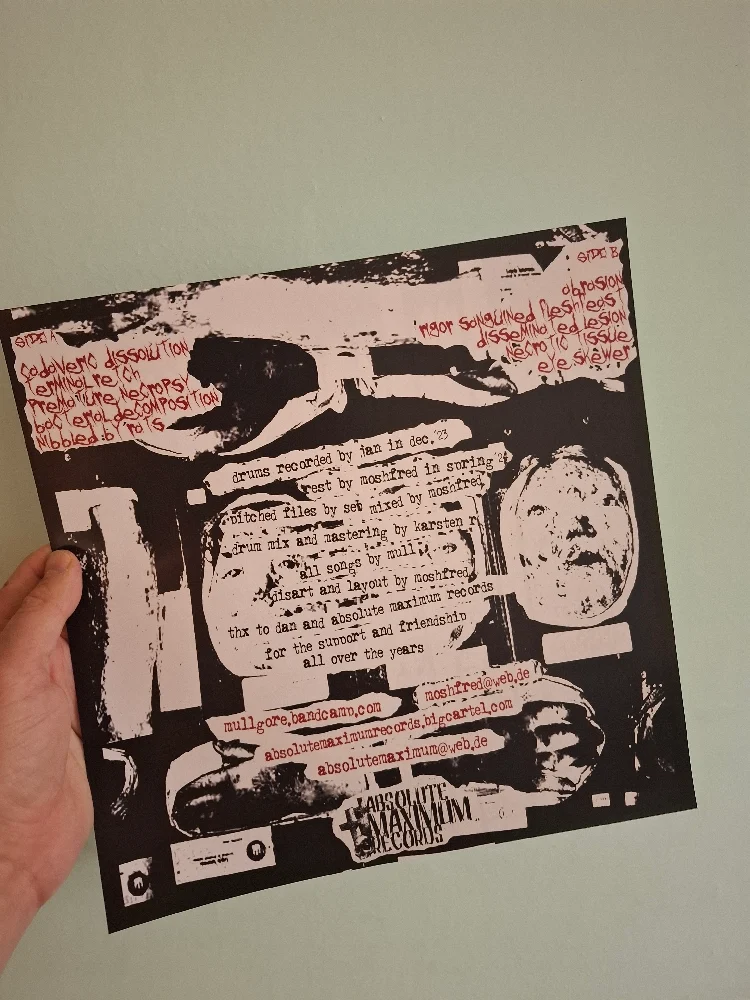 SIDE A
cadaveric dissolution
terminal retch
premature necropsy
bacterial decomposition
nibbled by rats
SIDE B
abrasion
rigor sanguined fleshfeast
disseminated lesion
necrotic tissue
eye skewer
drums recorded by jan in dec.'23
rest by moshfred in spring '24
pitched files by seb mixed by moshfred
drum mix and mastering by karsten r.
all songs by mull
disart and layout by moshfred
thx to dan and absolute maximum records
for the support and friendship
all over the years
moshfred@web.de
mullgore.bandcamp.com
absolutemaximumrecords.bigcartel.com
absolutemaximum@web.de
ABSOLUTE
MAXIMUM
RECORDS